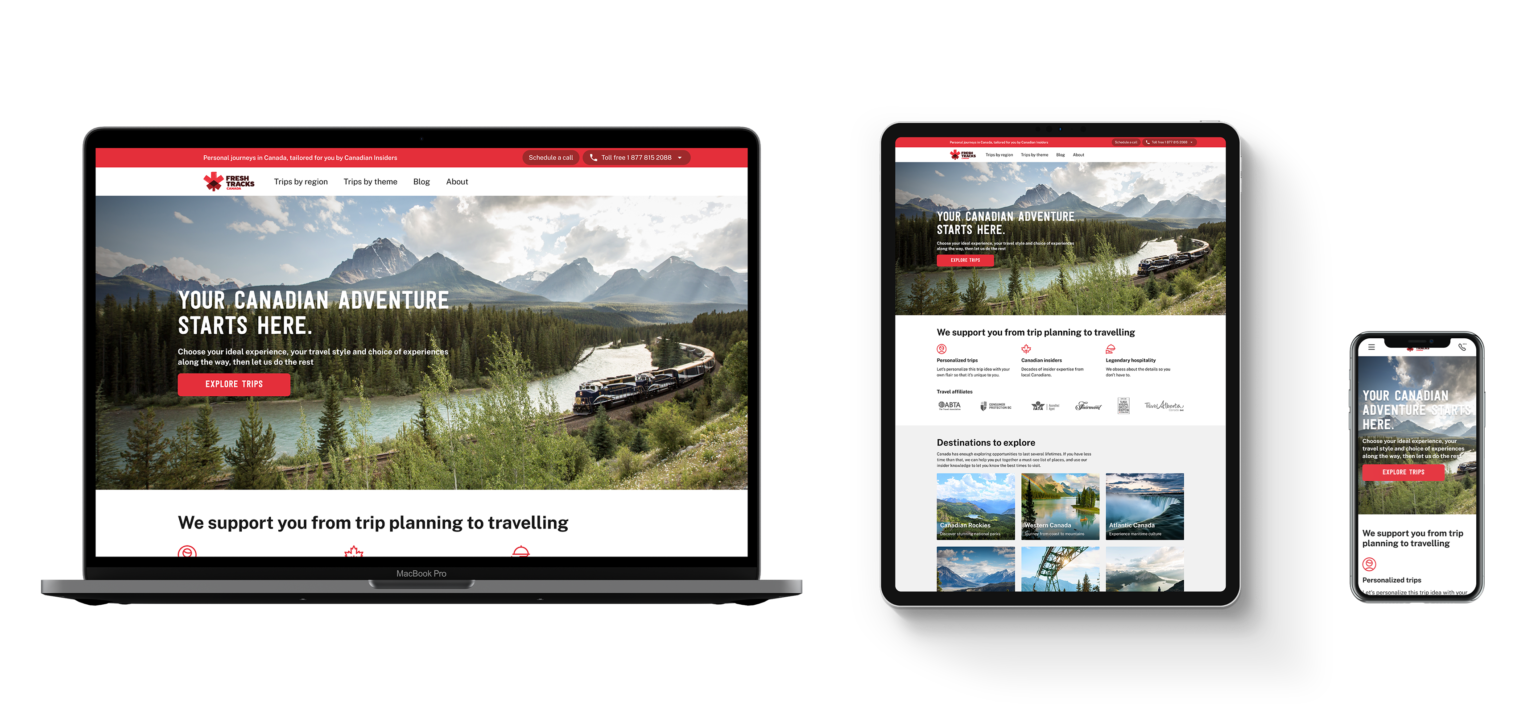 Personal journeys in Canada, tailored for you by Canadian Insiders
Schedule a call
Toll free 1 877 815 2088
FRESH
TRACKS
CANADA
Trips by region
Trips by theme
Blog
About
YOUR CANADIAN ADVENTURE
STARTS HERE.
Choose your ideal experience, your travel style and choice of experiences
along the way, then let us do the rest
EXPLORE TRIPS
We support you from trip planning to travelling
MacBook Pro
Personal journeys in Canada, tailored for you by Canadian Insiders
Schedule a call
Toll free 1 877 815 2088
FRESH
TRACKS
Trips by region
Trips by theme
Blog
About
YOUR CANADIAN ADVENTURE
STARTS HERE.
Choose your ideal experience, your travel style and choice of experiences
along the way, then let us do the rest
EXPLORE TRIPS
We support you from trip planning to travelling
Personalized trips
Let's personalize this trip idea with your
own flair so that it's unique to you.
Canadian insiders
Decades of insider expertise from
local Canadians.
Legendary hospitality
We obsess about the details so you
don't have to.
Travel affiliates
ABTA
Fairmont
Travel Alberta
Destinations to explore
Canada has enough exploring opportunities to last several lifetimes. If you have less
time than that, we can help you put together a must-see list of places, and use our
insider knowledge to let you know the best times to visit.
Canadian Rockies
Discover stunning national parks
Western Canada
Journey from coast to mountains
Atlantic Canada
Experience maritime culture
YOUR CANADIAN
ADVENTURE STARTS
HERE.
Choose your ideal experience, your
travel style and choice of experiences
along the way, then let us do the rest
EXPLORE TRIPS
We support you from trip
planning to travelling
Personalized trips
Let's personalize this trip idea with your